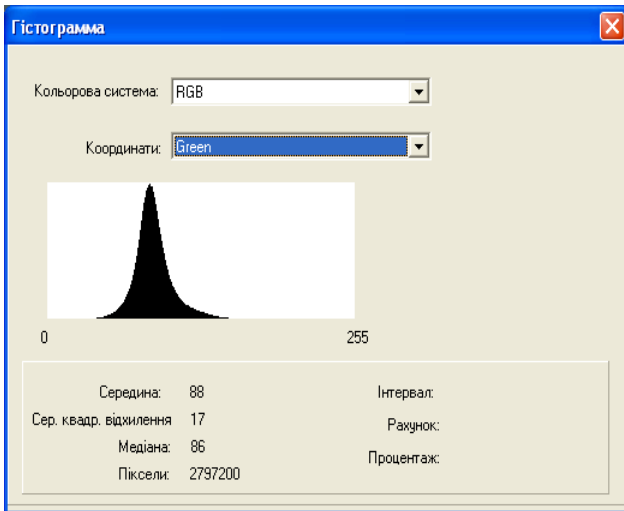 Гістограмма
Кольорова система: RGB
Координати: Green
0 255
Середина: 88 Інтервал:
Сер. квадр. відхилення 17 Рахунок:
Медіана: 86 Процентаж:
Піксели: 2797200